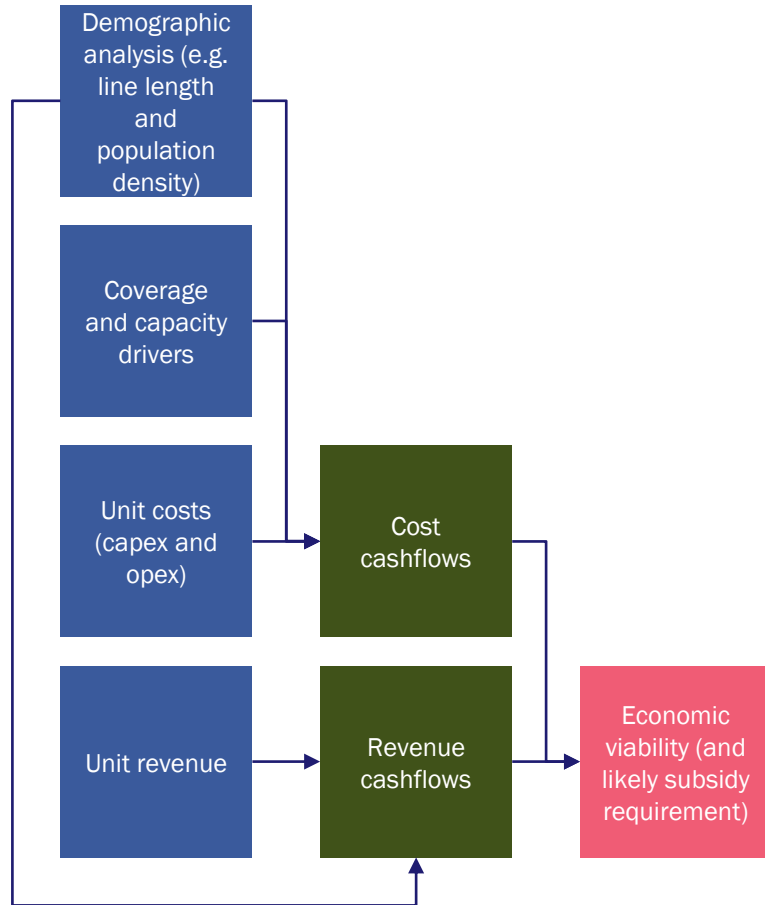 Demographic
analysis (e.g.
line length
and
population
density)
Coverage
and capacity
drivers
Unit costs
(capex and
opex)
Cost
cashflows
Unit revenue
Revenue
cashflows
Economic
viability (and
likely subsidy
requirement)